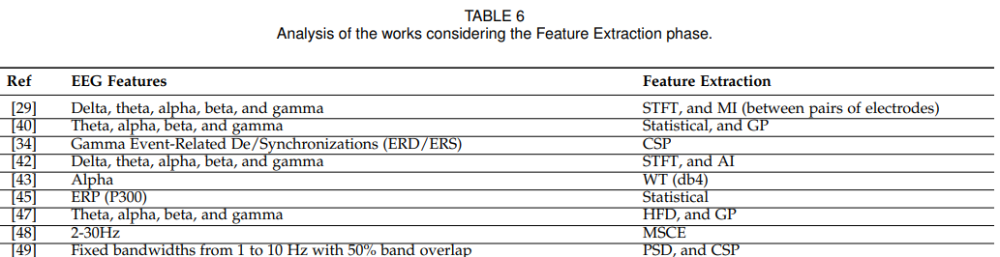 TABLE 6
Analysis of the works considering the Feature Extraction phase.
Ref EEG Features Feature Extraction
[29] Delta, theta, alpha, beta, and gamma STFT, and MI (between pairs of electrodes)
[40] Theta, alpha, beta, and gamma Statistical, and GP
[34] Gamma Event-Related De/Synchronizations (ERD/ERS) CSP
[42] Delta, theta, alpha, beta, and gamma STFT, and AI
[43] Alpha WT (db4)
[45] ERP (P300) Statistical
[47] Theta, alpha, beta, and gamma HFD, and GP
[48] 2-30Hz MSCE
[49] Fixed bandwidths from 1 to 10 Hz with 50% band overlap PSD, and CSP